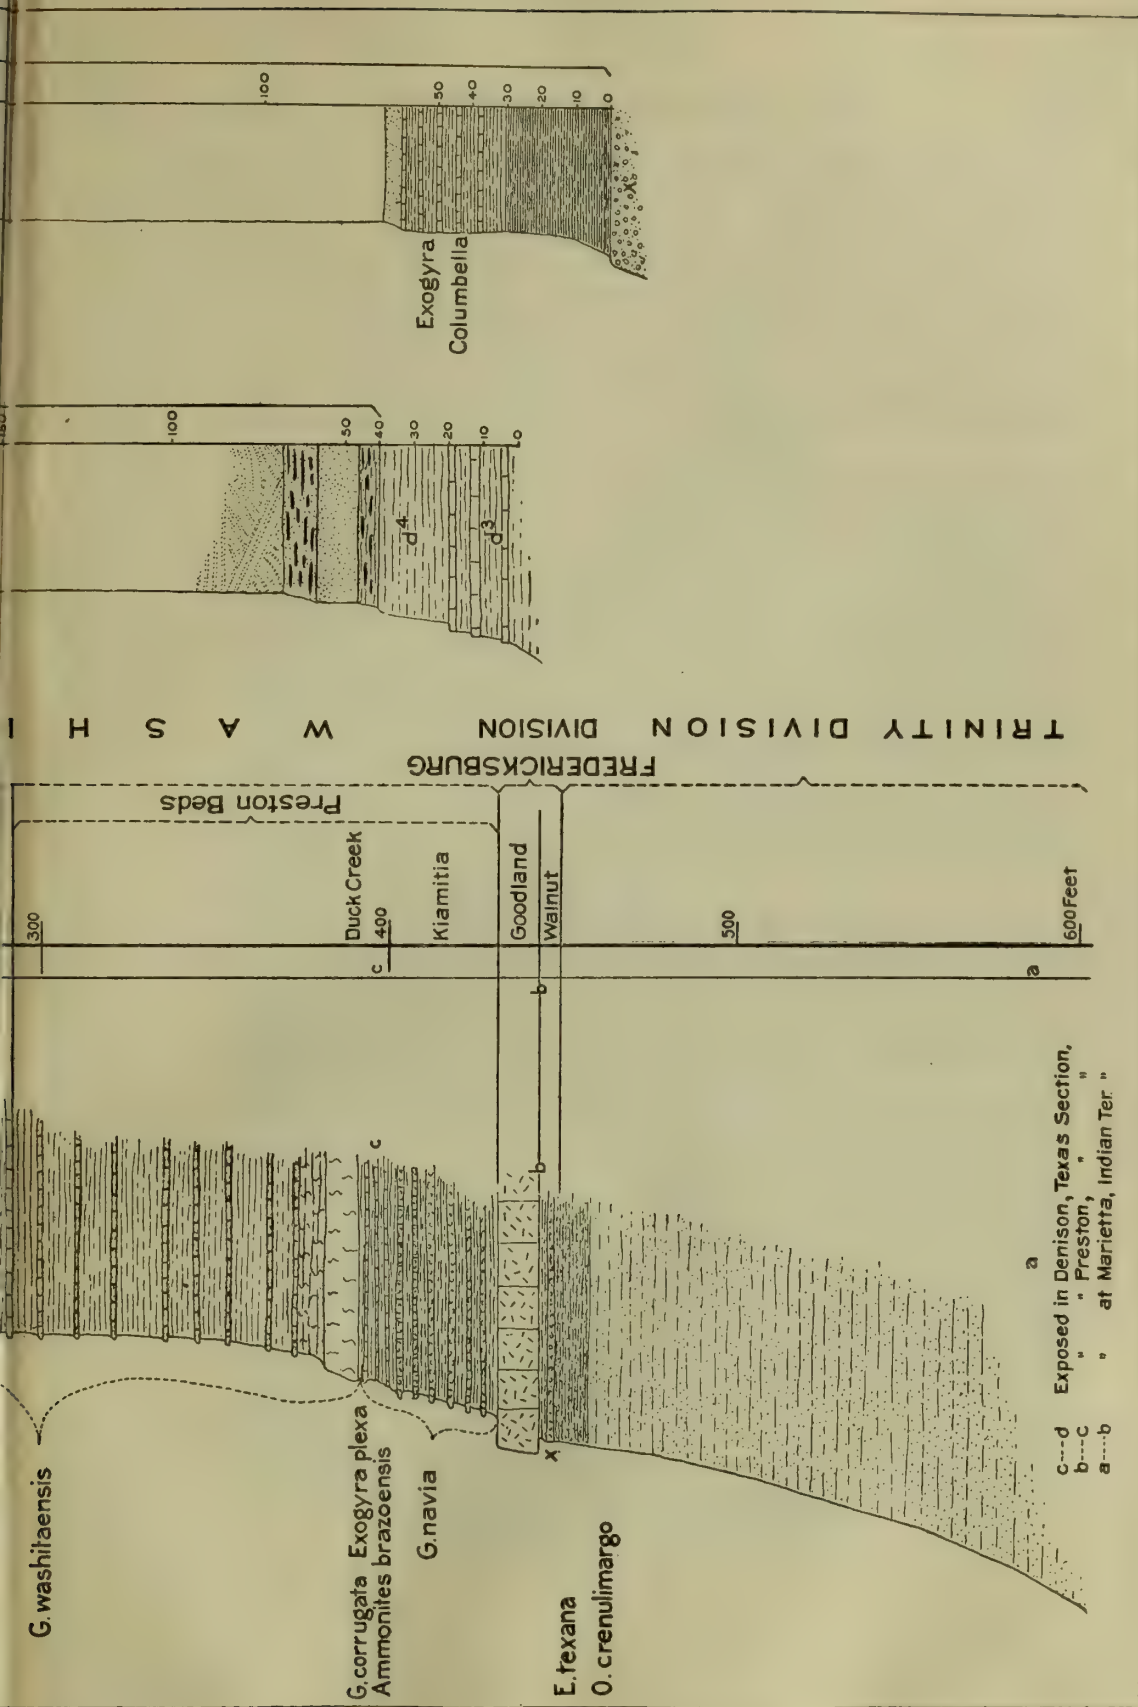 100
50
40
30
20
10
0
Exogyra
Columbella
100
50
40
30
20
10
0
d4
d3
W A S H I
FREDERICKSBURG
DIVISION
TRINITY DIVISION
Preston Beds
300
Duck Creek
400
Kiamitia
Goodland
Walnut
500
600 Feet
c
b
a
c
b
a
x
G. washitaensis
G. corrugata Exogyra plexa
Ammonites brazoensis
G. navia
E. texana
O. crenulimargo
c---d Exposed in Denison, Texas Section,
b---c " " Preston, " "
a---b " at Marietta, Indian Ter. "